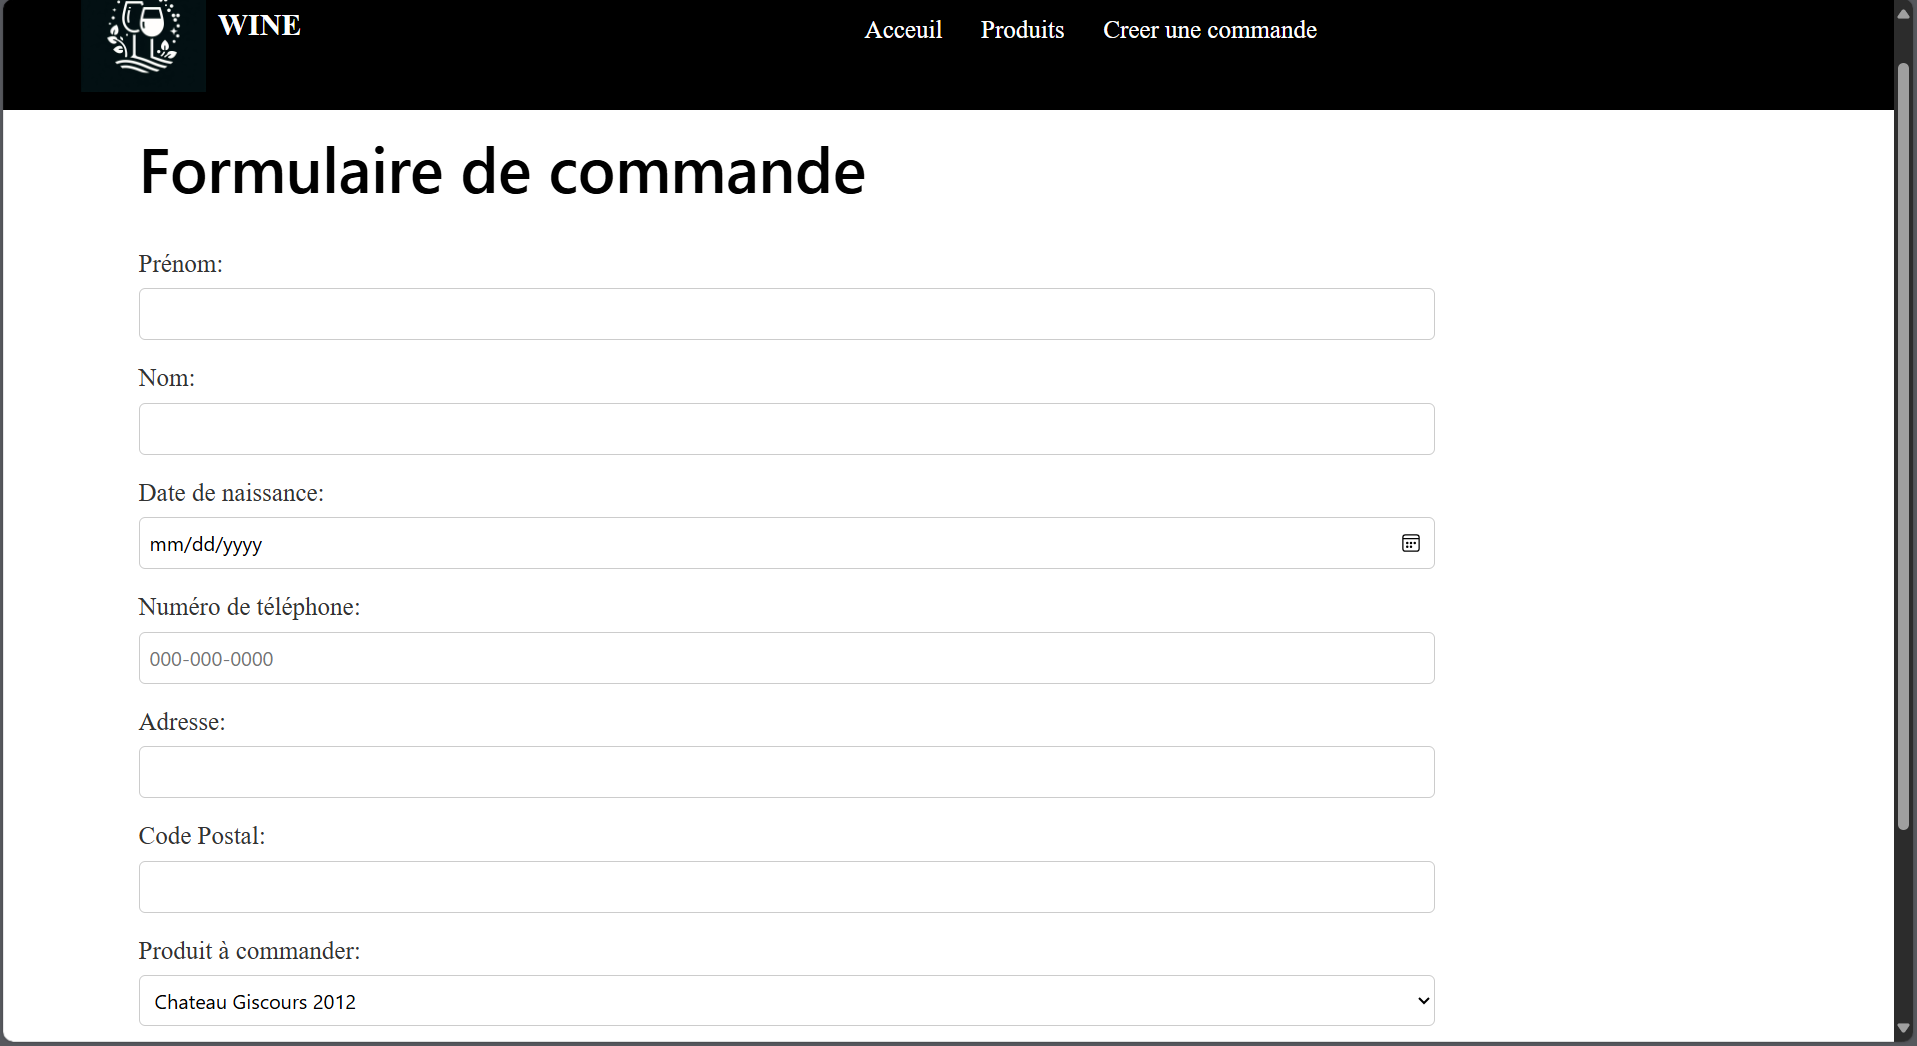 WINE
Acceuil Produits Creer une commande
Formulaire de commande
Prénom:
Nom:
Date de naissance:
mm/dd/yyyy
Numéro de téléphone:
000-000-0000
Adresse:
Code Postal:
Produit à commander:
Chateau Giscours 2012